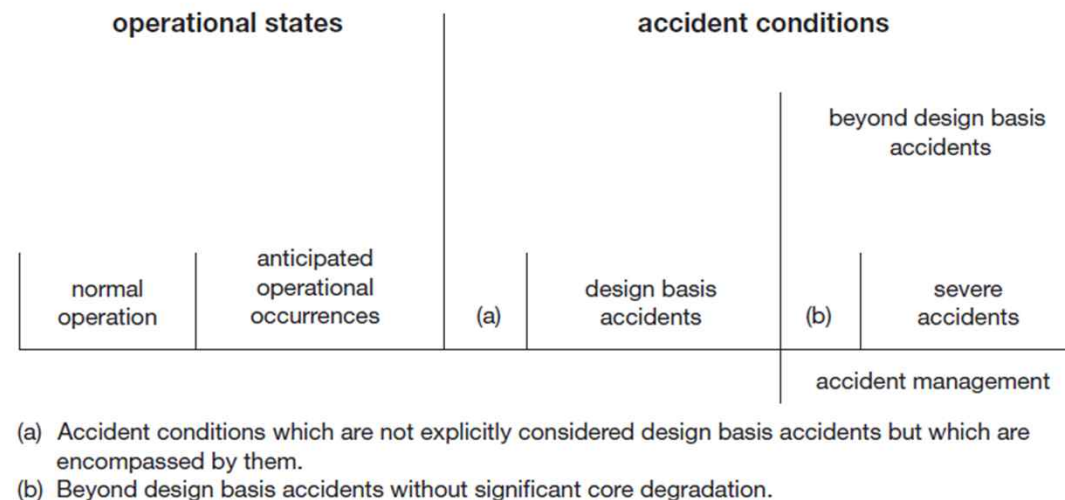 operational states
accident conditions
beyond design basis
accidents
normal
operation
anticipated
operational
occurrences
(a)
design basis
accidents
(b)
severe
accidents
accident management
(a) Accident conditions which are not explicitly considered design basis accidents but which are
encompassed by them.
(b) Beyond design basis accidents without significant core degradation.